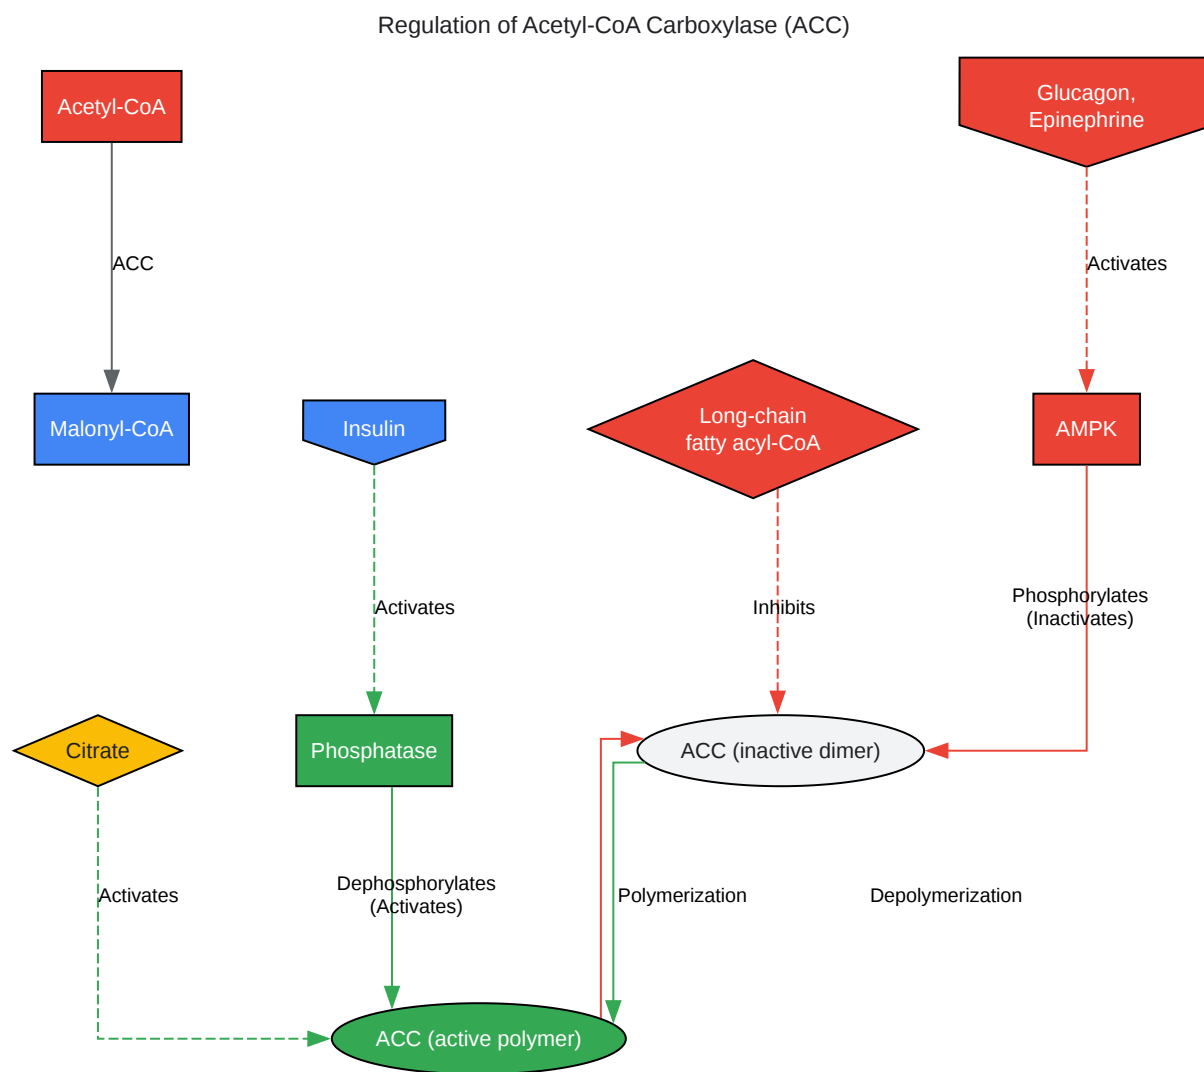 Regulation of Acetyl-CoA Carboxylase (ACC)
Acetyl-CoA
Glucagon,
Epinephrine
ACC
Activates
Malonyl-CoA
Insulin
Long-chain
fatty acyl-CoA
AMPK
Activates
Inhibits
Phosphorylates
(Inactivates)
Citrate
Phosphatase
ACC (inactive dimer)
Activates
Dephosphorylates
(Activates)
Polymerization
Depolymerization
ACC (active polymer)